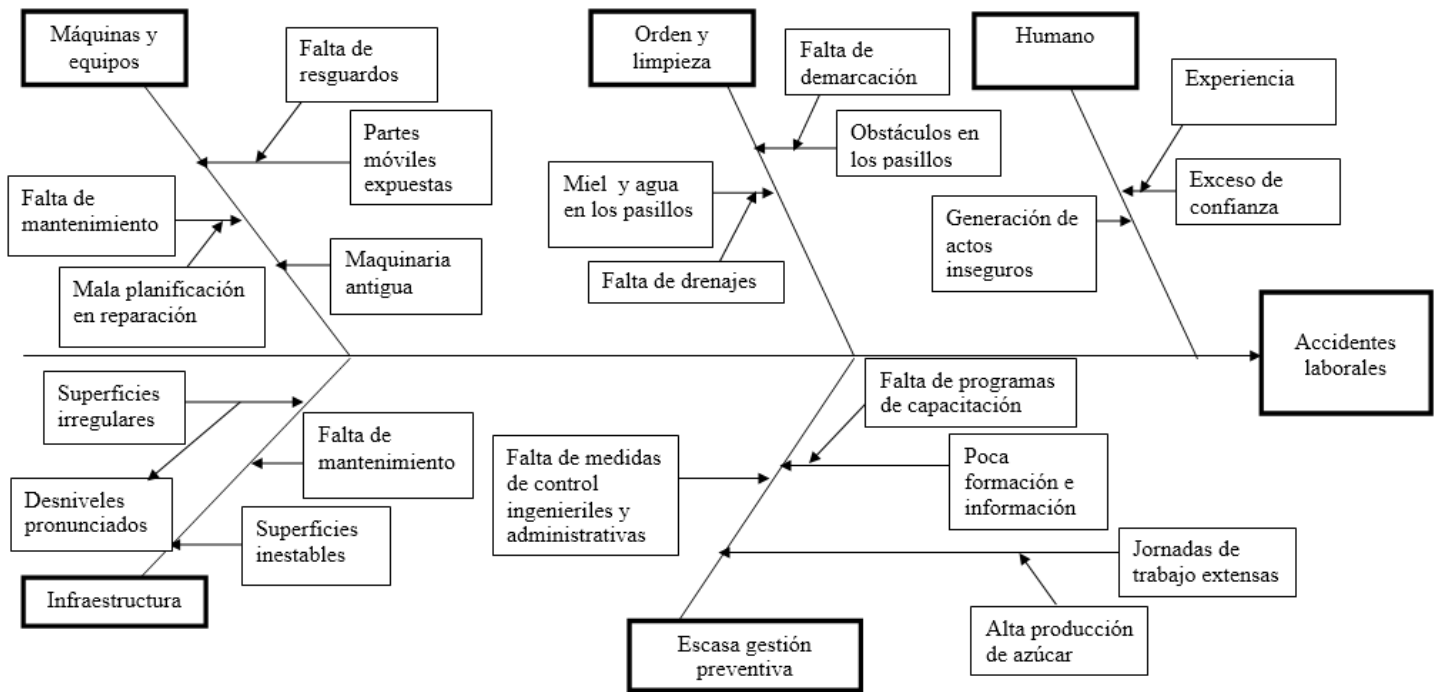 Máquinas y
equipos
Falta de
resguardos
Partes
móviles
expuestas
Falta de
mantenimiento
Mala planificación
en reparación
Maquinaria
antigua
Orden y
limpieza
Falta de
demarcación
Obstáculos en
los pasillos
Miel y agua
en los pasillos
Falta de drenajes
Humano
Experiencia
Exceso de
confianza
Generación de
actos
inseguros
Accidentes
laborales
Superficies
irregulares
Desniveles
pronunciados
Falta de
mantenimiento
Superficies
inestables
Infraestructura
Falta de programas
de capacitación
Falta de medidas
de control
ingenieriles y
administrativas
Poca
formación e
información
Jornadas de
trabajo extensas
Alta producción
de azúcar
Escasa gestión
preventiva